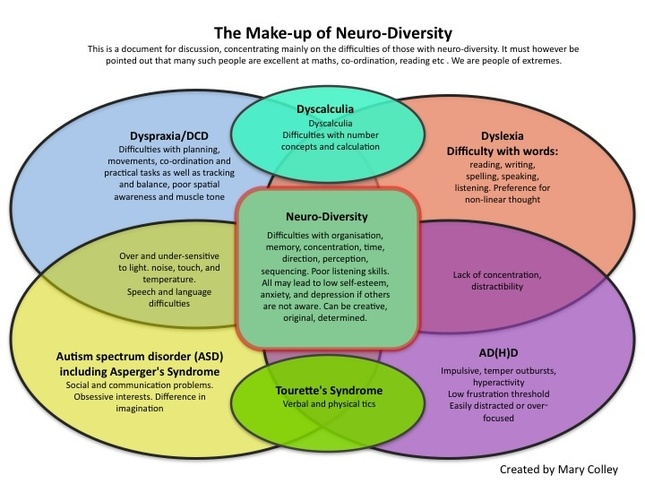 The Make-up of Neuro-Diversity
This is a document for discussion, concentrating mainly on the difficulties of those with neuro-diversity. It must however be
pointed out that many such people are excellent at maths, co-ordination, reading etc . We are people of extremes.
Dyscalculia
Dyscalculia
Difficulties with number
concepts and calculation
Dyspraxia/DCD
Difficulties with planning,
movements, co-ordination and
practical tasks as well as tracking
and balance, poor spatial
awareness and muscle tone
Dyslexia
Difficulty with words:
reading, writing,
spelling, speaking,
listening. Preference for
non-linear thought
Neuro-Diversity
Difficulties with organisation,
memory, concentration, time,
direction, perception,
sequencing. Poor listening skills.
All may lead to low self-esteem,
anxiety, and depression if others
are not aware. Can be creative,
original, determined.
Over and under-sensitive
to light. noise, touch, and
temperature.
Speech and language
difficulties
Lack of concentration,
distractibility
Autism spectrum disorder (ASD)
including Asperger's Syndrome
Social and communication problems.
Obsessive interests. Difference in
imagination
AD(H)D
Impulsive, temper outbursts,
hyperactivity
Low frustration threshold
Easily distracted or over-
focused
Tourette's Syndrome
Verbal and physical tics
Created by Mary Colley